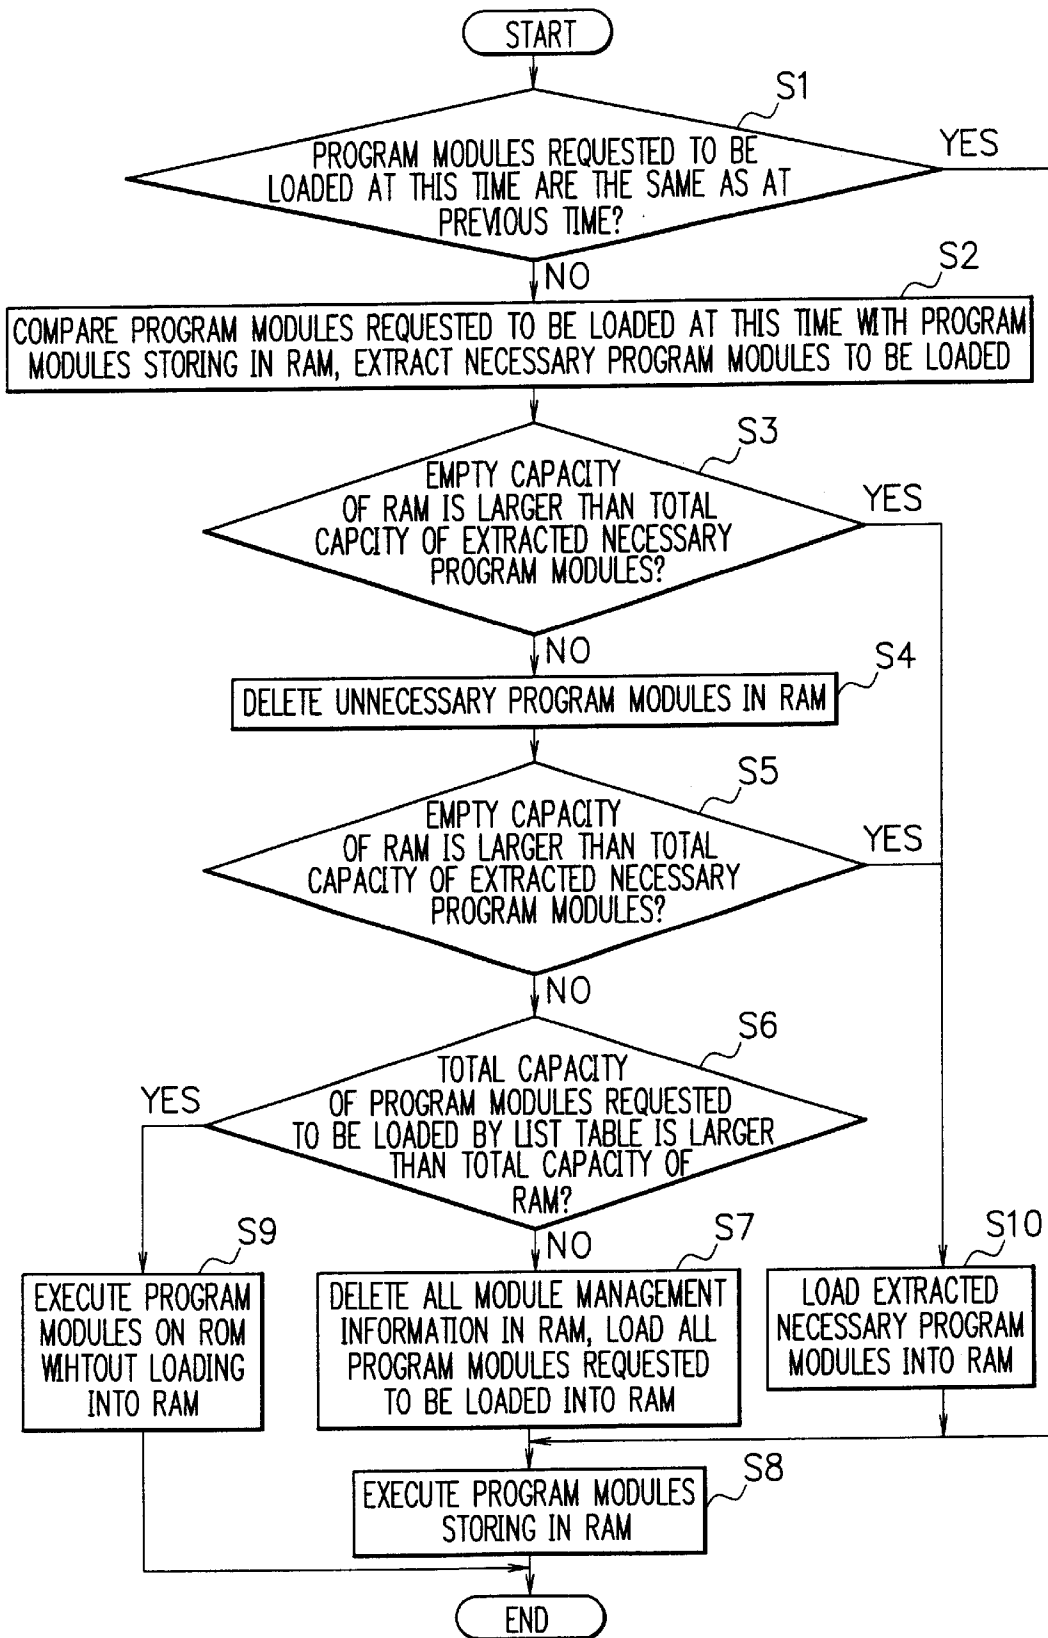 START
S1
PROGRAM MODULES REQUESTED TO BE
LOADED AT THIS TIME ARE THE SAME AS AT
PREVIOUS TIME?
YES
NO
S2
COMPARE PROGRAM MODULES REQUESTED TO BE LOADED AT THIS TIME WITH PROGRAM
MODULES STORING IN RAM, EXTRACT NECESSARY PROGRAM MODULES TO BE LOADED
S3
EMPTY CAPACITY
OF RAM IS LARGER THAN TOTAL
CAPCITY OF EXTRACTED NECESSARY
PROGRAM MODULES?
YES
NO
S4
DELETE UNNECESSARY PROGRAM MODULES IN RAM
S5
EMPTY CAPACITY
OF RAM IS LARGER THAN TOTAL
CAPACITY OF EXTRACTED NECESSARY
PROGRAM MODULES?
YES
NO
S6
TOTAL CAPACITY
OF PROGRAM MODULES REQUESTED
TO BE LOADED BY LIST TABLE IS LARGER
THAN TOTAL CAPACITY OF
RAM?
YES
NO
S9
EXECUTE PROGRAM
MODULES ON ROM
WIHTOUT LOADING
INTO RAM
S7
DELETE ALL MODULE MANAGEMENT
INFORMATION IN RAM, LOAD ALL
PROGRAM MODULES REQUESTED
TO BE LOADED INTO RAM
S10
LOAD EXTRACTED
NECESSARY PROGRAM
MODULES INTO RAM
S8
EXECUTE PROGRAM MODULES
STORING IN RAM
END